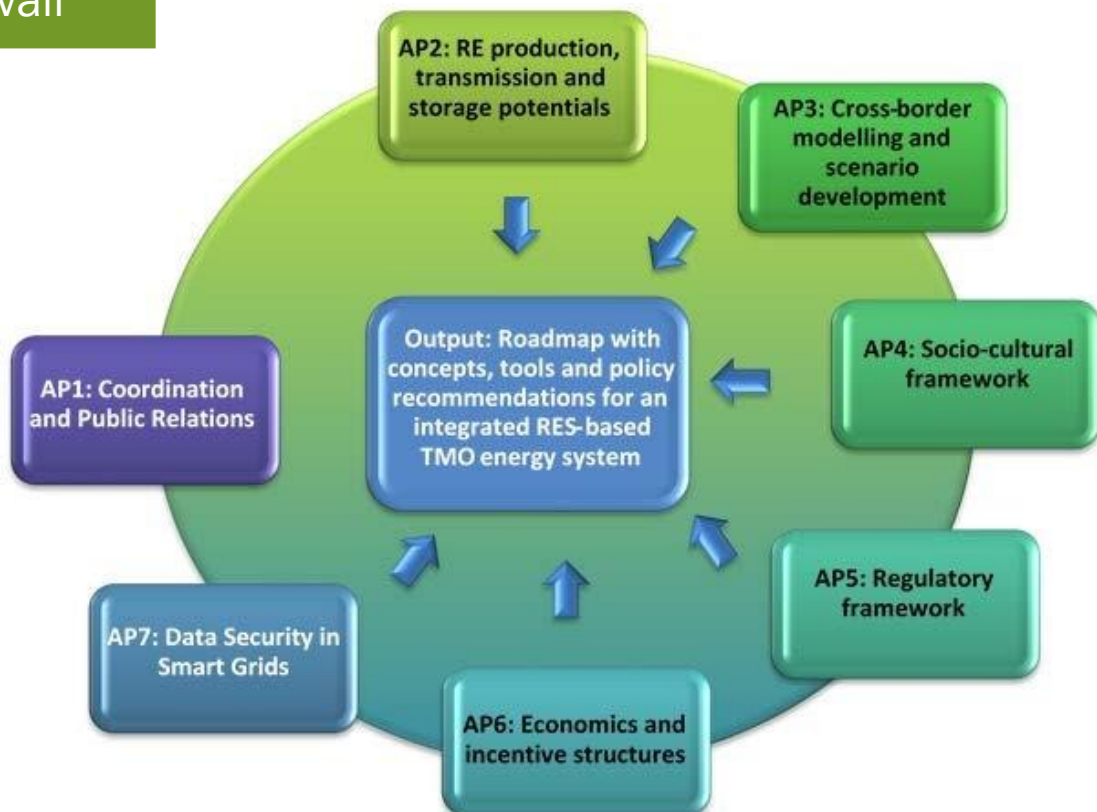 AP2: RE production,
transmission and
storage potentials
AP3: Cross-border
modelling and
scenario
development
AP1: Coordination
and Public Relations
Output: Roadmap with
concepts, tools and policy
recommendations for an
integrated RES-based
TMO energy system
AP4: Socio-cultural
framework
AP5: Regulatory
framework
AP7: Data Security in
Smart Grids
AP6: Economics and
incentive structures